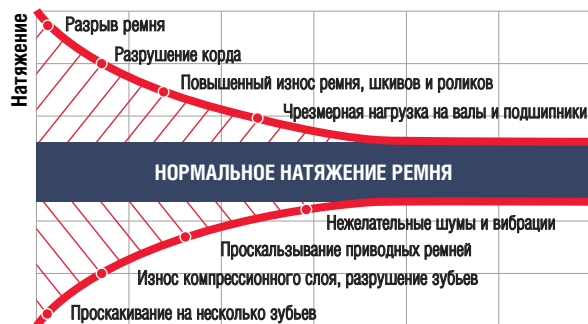 Натяжение
Разрыв ремня
Разрушение корда
Повышенный износ ремня, шкивов и роликов
Чрезмерная нагрузка на валы и подшипники
НОРМАЛЬНОЕ НАТЯЖЕНИЕ РЕМНЯ
Нежелательные шумы и вибрации
Проскальзывание приводных ремней
Износ компрессионного слоя, разрушение зубьев
Проскакивание на несколько зубьев